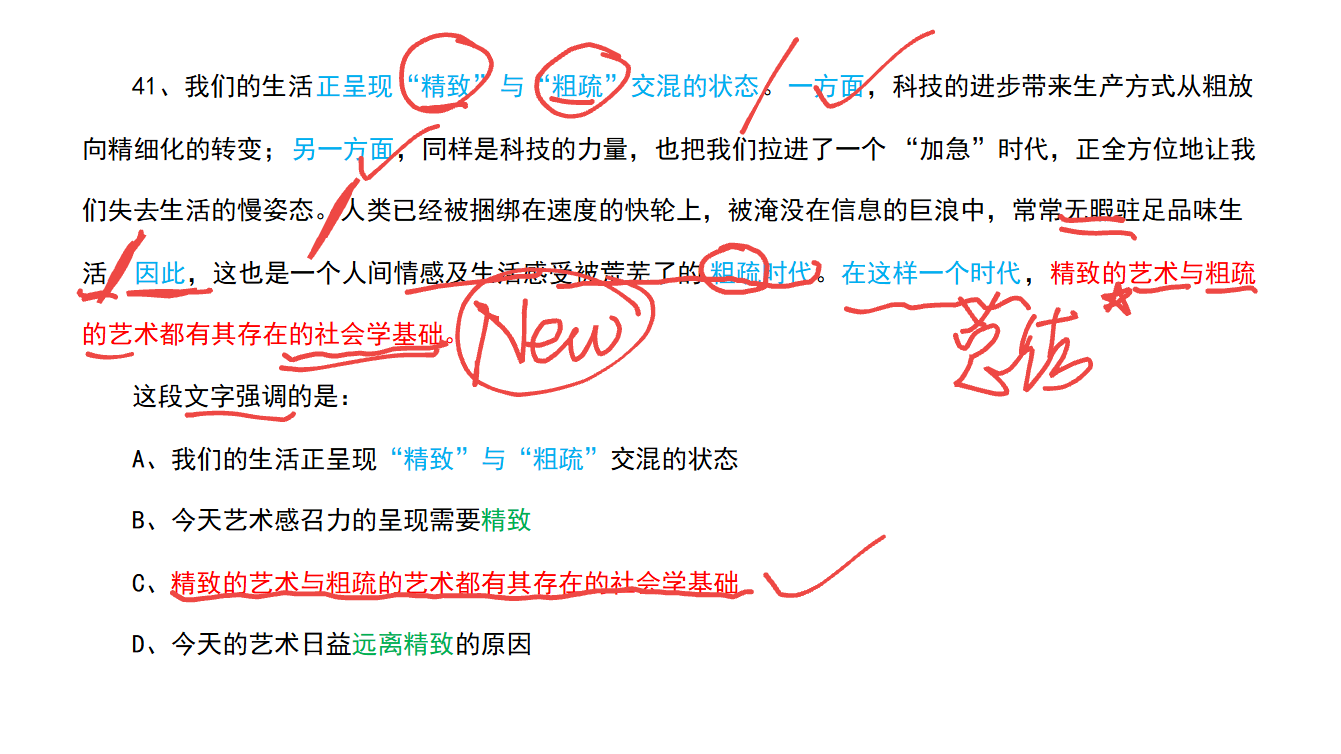 41、我们的生活正呈现“精致”与“粗疏”交混的状态。一方面，科技的进步带来生产方式从粗放
向精细化的转变；另一方面，同样是科技的力量，也把我们拉进了一个“加急”时代，正全方位地让我
们失去生活的慢姿态。人类已经被捆绑在速度的快轮上，被淹没在信息的巨浪中，常常无暇驻足品味生
活。因此，这也是一个人间情感及生活感受被荒芜了的粗疏时代。在这样一个时代，精致的艺术与粗疏
的艺术都有其存在的社会学基础。
New
总结
这段文字强调的是：
A、我们的生活正呈现“精致”与“粗疏”交混的状态
B、今天艺术感召力的呈现需要精致
C、精致的艺术与粗疏的艺术都有其存在的社会学基础
D、今天的艺术日益远离精致的原因